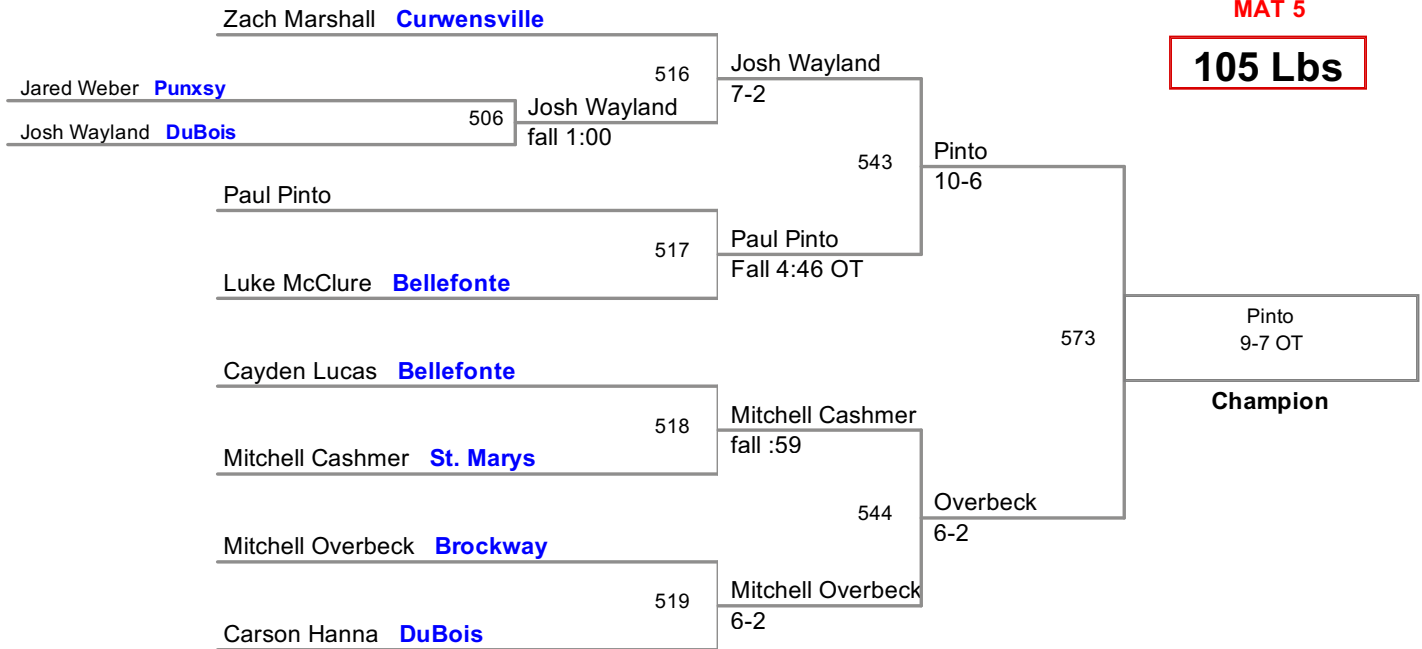 MAT 5
105 Lbs
Zach Marshall Curwensville
516
Josh Wayland
7-2
Jared Weber Punxsy
506
Josh Wayland
fall 1:00
Josh Wayland DuBois
543
Pinto
10-6
Paul Pinto
517
Paul Pinto
Fall 4:46 OT
Luke McClure Bellefonte
573
Pinto
9-7 OT
Champion
Cayden Lucas Bellefonte
518
Mitchell Cashmer
fall :59
Mitchell Cashmer St. Marys
544
Overbeck
6-2
Mitchell Overbeck Brockway
519
Mitchell Overbeck
6-2
Carson Hanna DuBois